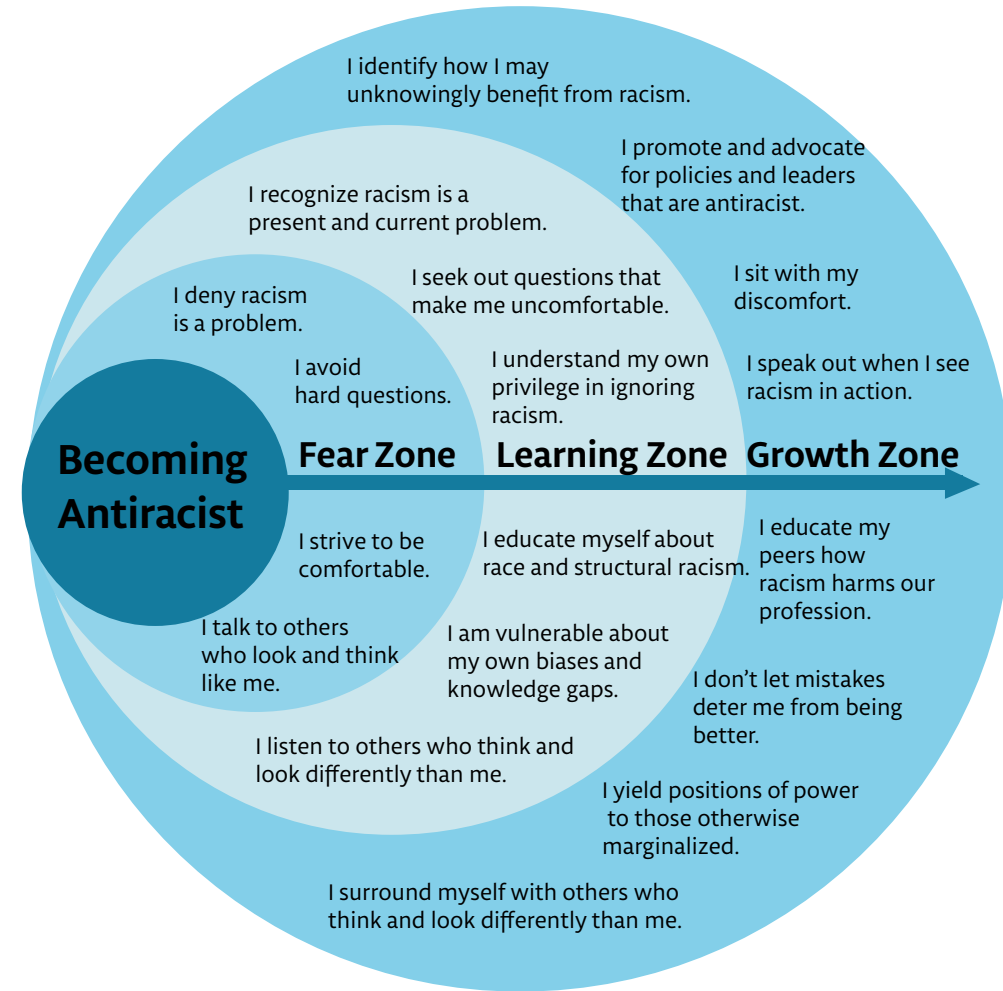 I identify how I may
unknowingly benefit from racism.
I promote and advocate
for policies and leaders
that are antiracist.
I recognize racism is a
present and current problem.
I seek out questions that
make me uncomfortable.
I sit with my
discomfort.
I deny racism
is a problem.
I avoid
hard questions.
I understand my own
privilege in ignoring
racism.
I speak out when I see
racism in action.
Becoming
Antiracist
Fear Zone
Learning Zone
Growth Zone
I strive to be
comfortable.
I educate myself about
race and structural racism.
I educate my
peers how
racism harms our
profession.
I talk to others
who look and think
like me.
I am vulnerable about
my own biases and
knowledge gaps.
I don’t let mistakes
deter me from being
better.
I listen to others who think and
look differently than me.
I yield positions of power
to those otherwise
marginalized.
I surround myself with others who
think and look differently than me.